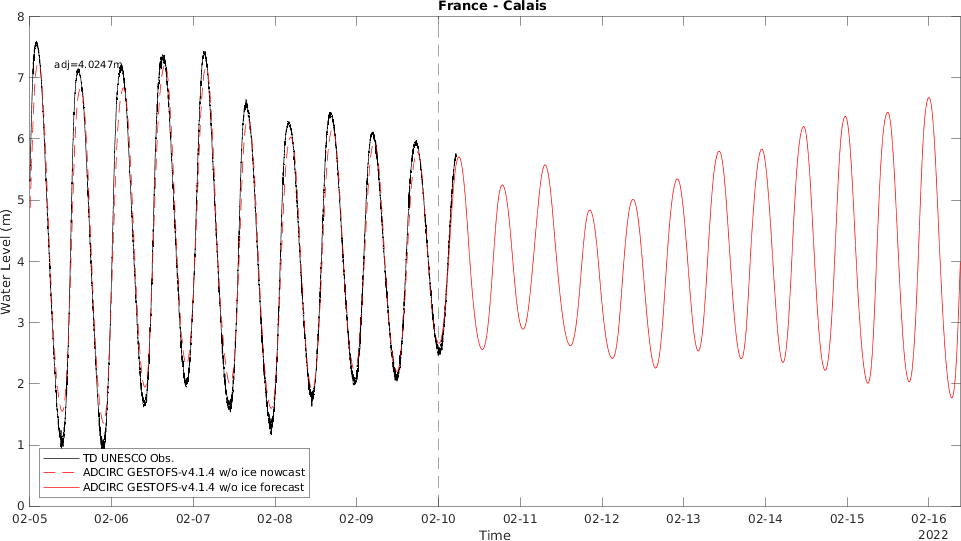 France - Calais
8
adj=4.0247m
7
6
5
4
3
2
1
0
Water Level (m)
TD UNESCO Obs.
ADCIRC GESTOFS-v4.1.4 w/o ice nowcast
ADCIRC GESTOFS-v4.1.4 w/o ice forecast
02-05 02-06 02-07 02-08 02-09 02-10 02-11 02-12 02-13 02-14 02-15 02-16
Time 2022